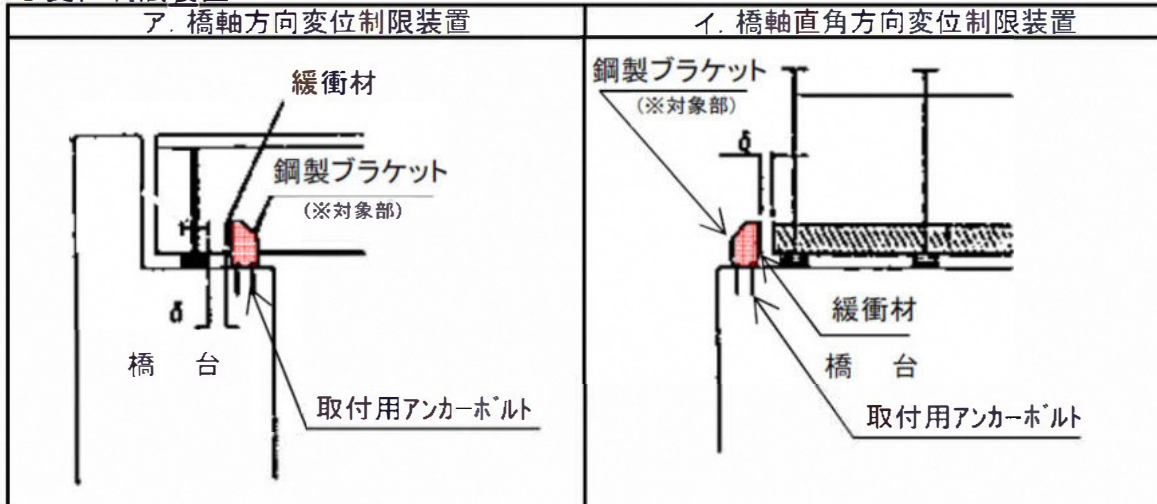 ア. 橋軸方向変位制限装置
緩衝材
鋼製ブラケット
(※対象部)
δ
橋 台
取付用アンカーボルト
イ. 橋軸直角方向変位制限装置
鋼製ブラケット
(※対象部)
δ
緩衝材
橋 台
取付用アンカーボルト